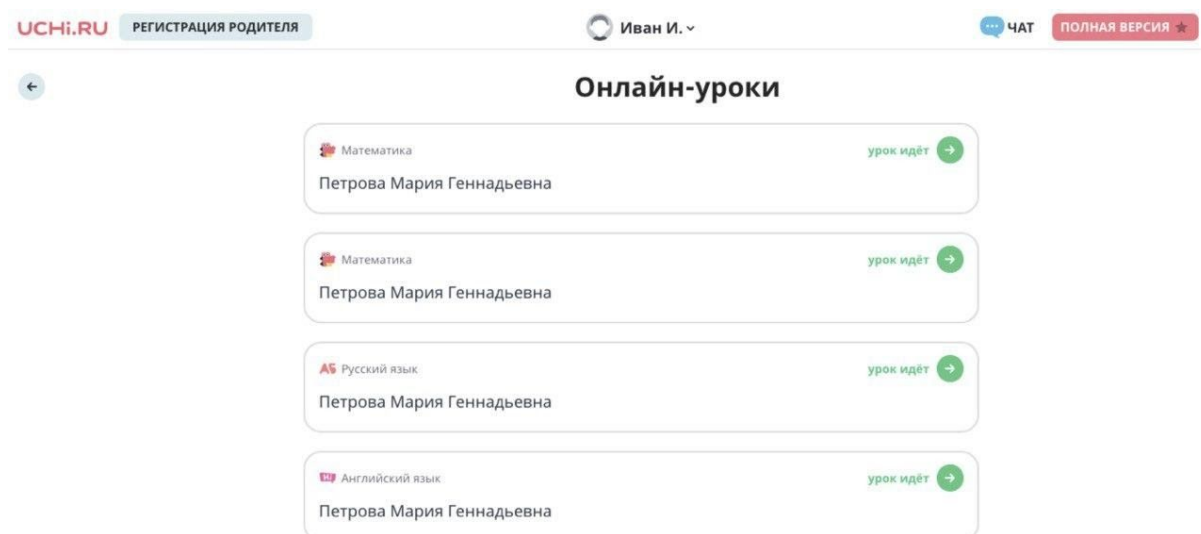 UCHi.RU РЕГИСТРАЦИЯ РОДИТЕЛЯ Иван И. ЧАТ ПОЛНАЯ ВЕРСИЯ
Онлайн-уроки
Математика урок идёт
Петрова Мария Геннадьевна
Математика урок идёт
Петрова Мария Геннадьевна
АБ Русский язык урок идёт
Петрова Мария Геннадьевна
Hi Английский язык урок идёт
Петрова Мария Геннадьевна